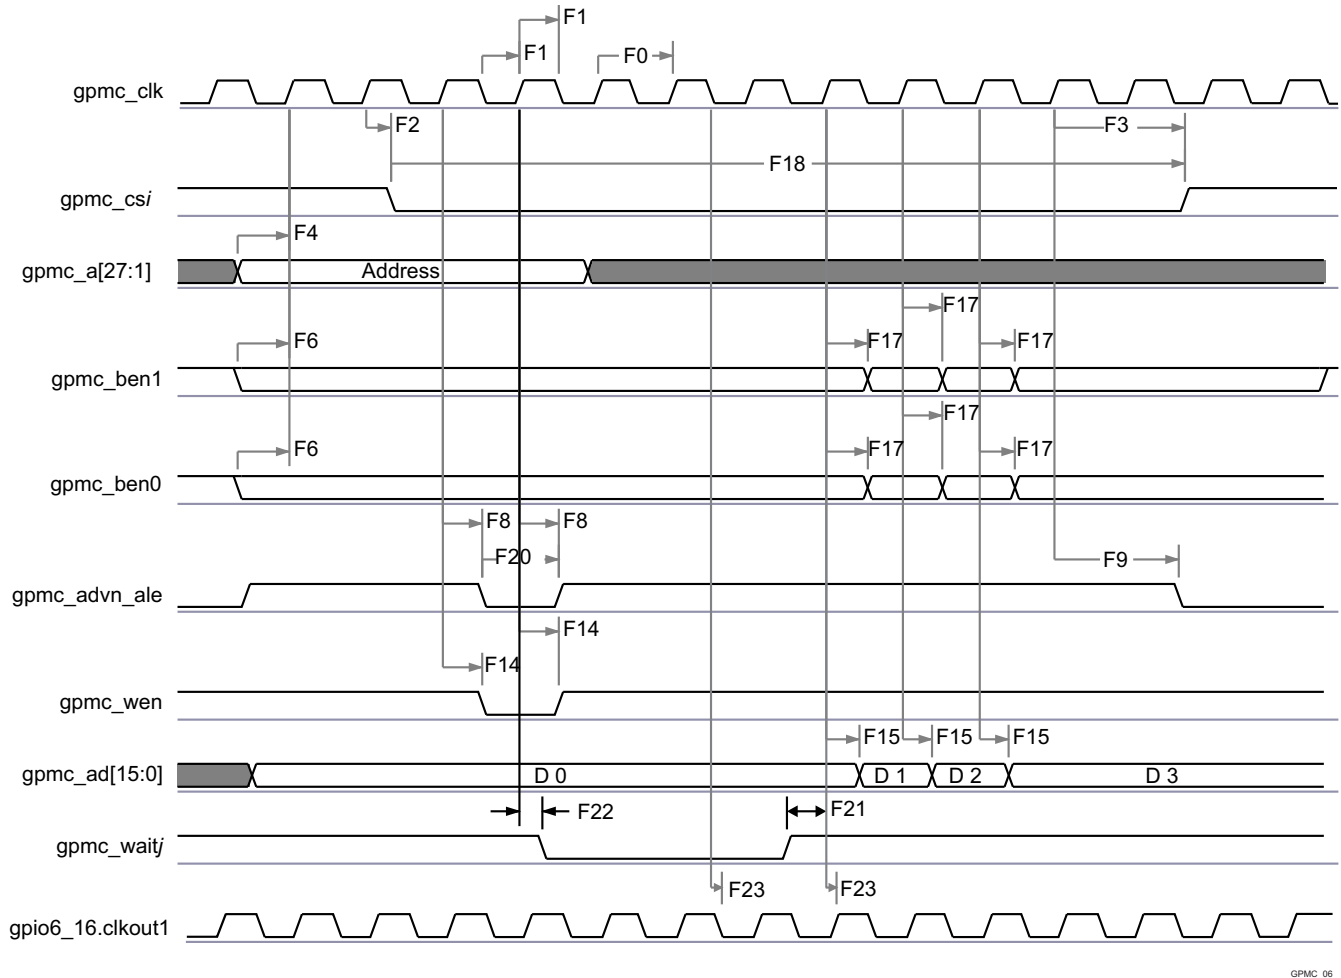 F1
F1
F0
gpmc_clk
F2
F3
F18
gpmc_csi
F4
gpmc_a[27:1]
Address
F17
F6
F17
F17
gpmc_ben1
F17
F6
F17
F17
gpmc_ben0
F8
F8
F20
F9
gpmc_advn_ale
F14
F14
gpmc_wen
F15
F15
F15
gpmc_ad[15:0]
D 0
D 1
D 2
D 3
F22
F21
gpmc_waitj
F23
F23
gpio6_16.clkout1
GPMC_06